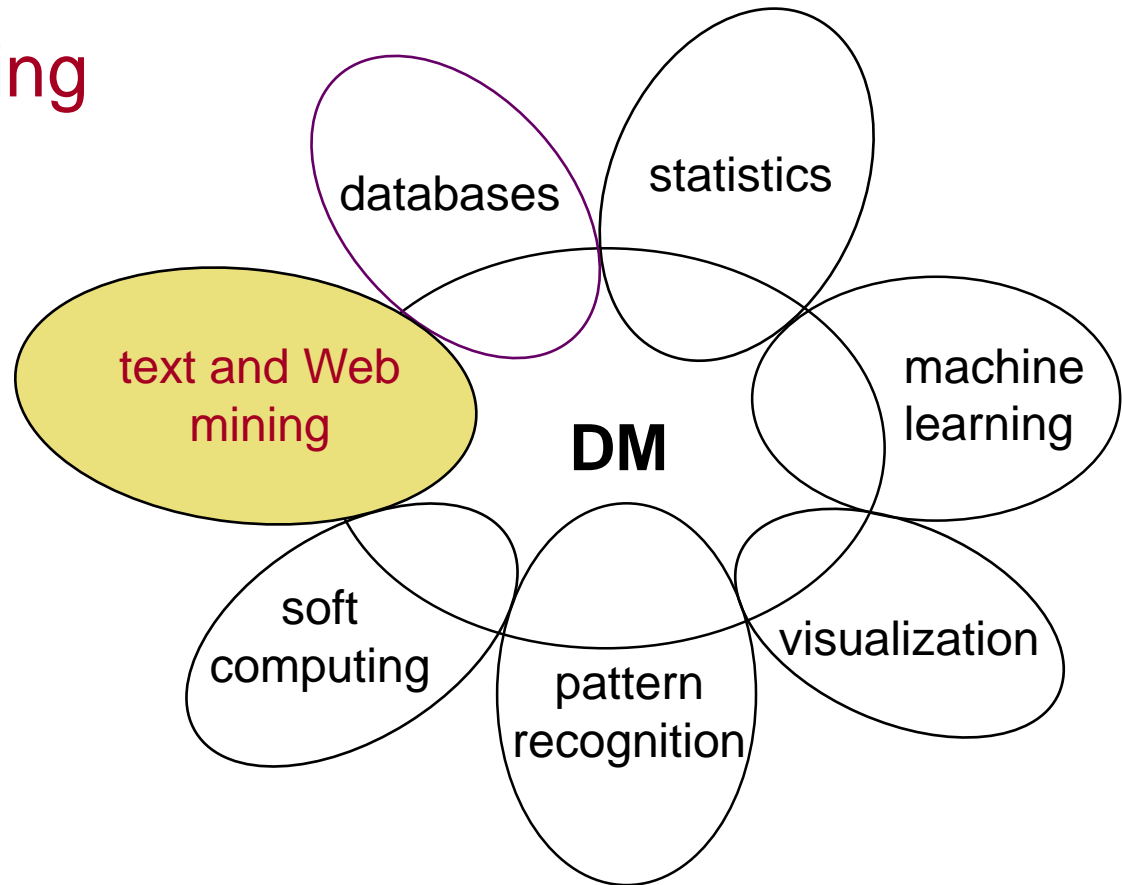 ng
databases
statistics
text and Web
mining
machine
learning
DM
soft
computing
pattern
recognition
visualization